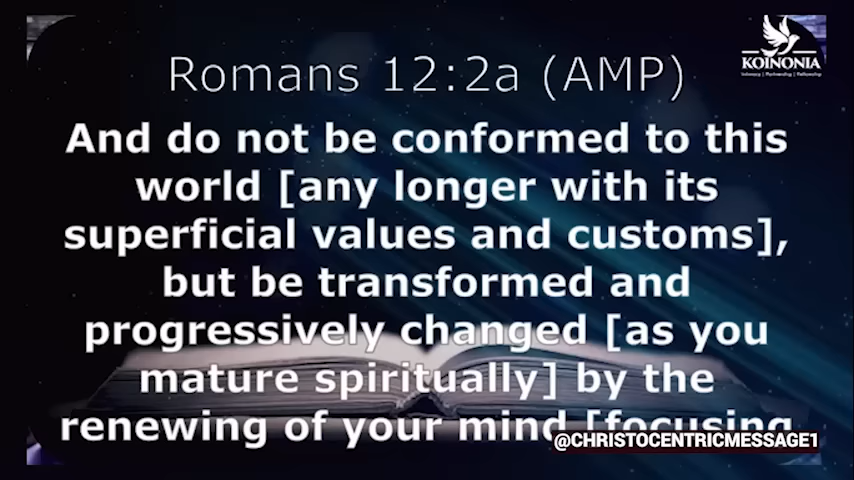 Romans 12:2a (AMP)
KOINONIA
And do not be conformed to this
world [any longer with its
superficial values and customs],
but be transformed and
progressively changed [as you
mature spiritually] by the
renewing of your mind [focusing
@CHRISTOCENTRICMESSAGE1